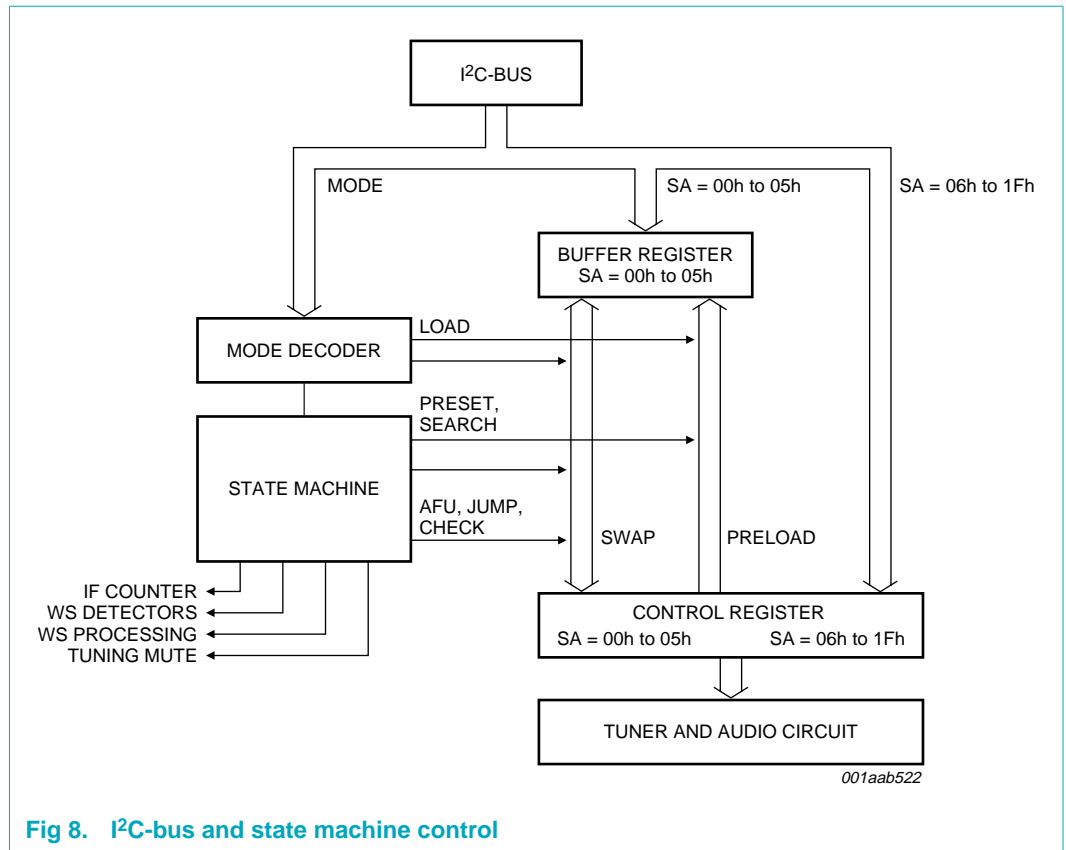 I²C-BUS
MODE
SA = 00h to 05h
SA = 06h to 1Fh
BUFFER REGISTER
SA = 00h to 05h
LOAD
MODE DECODER
PRESET,
SEARCH
STATE MACHINE
AFU, JUMP,
CHECK
SWAP
PRELOAD
IF COUNTER
WS DETECTORS
WS PROCESSING
TUNING MUTE
CONTROL REGISTER
SA = 00h to 05h
SA = 06h to 1Fh
TUNER AND AUDIO CIRCUIT
001aab522
Fig 8. I²C-bus and state machine control